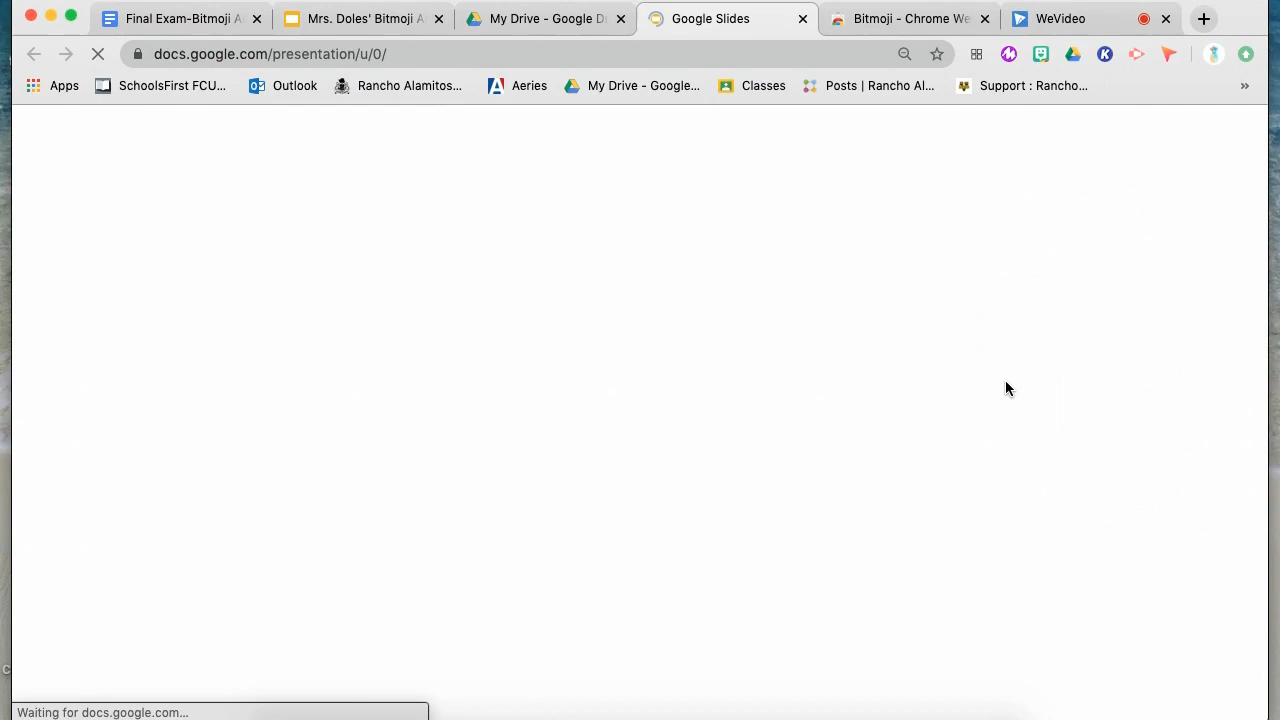 Final Exam-Bitmoji A
Mrs. Doles' Bitmoji A
My Drive - Google D
Google Slides
Bitmoji - Chrome We
WeVideo
docs.google.com/presentation/u/0/
Apps
SchoolsFirst FCU...
Outlook
Rancho Alamitos...
Aeries
My Drive - Google...
Classes
Posts | Rancho Al...
Support : Rancho...
»
Waiting for docs.google.com...